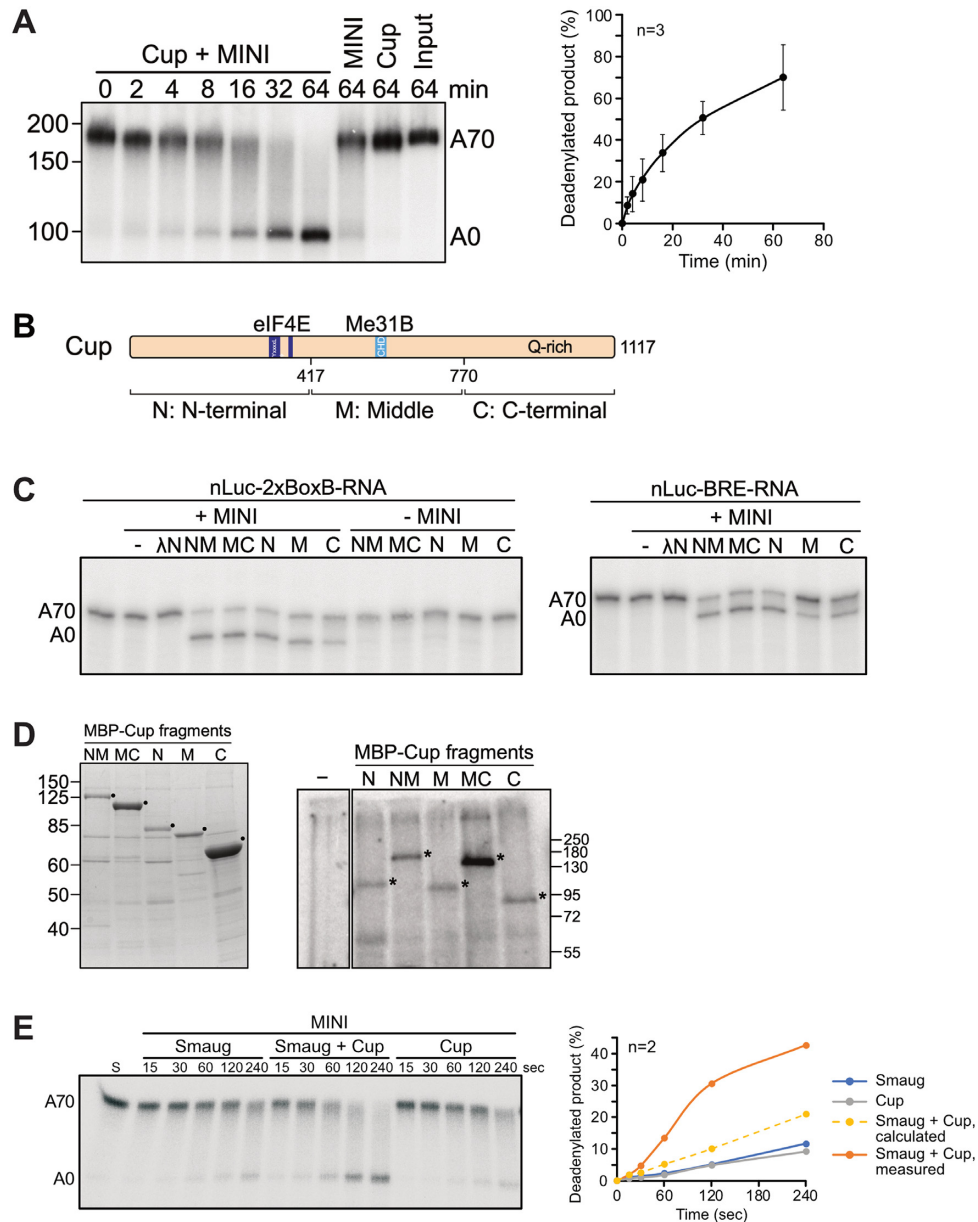 A
Cup + MINI
MINI
Cup
Input
0 2 4 8 16 32 64 64 64 64 min
200
150
100
A70
A0
Deadenylated product (%)
n=3
100
80
60
40
20
0
0 20 40 60 80
Time (min)
B
eIF4E Me31B
Cup
CHD
Q-rich
1117
417 770
N: N-terminal M: Middle C: C-terminal
C
nLuc-2xBoxB-RNA
+ MINI - MINI
- λN NM MC N M C NM MC N M C
A70
A0
nLuc-BRE-RNA
+ MINI
- λN NM MC N M C
A70
A0
D
MBP-Cup fragments
NM MC N M C
150
125
85
60
50
40
MBP-Cup fragments
– N NM M MC C
* * * * *
250
180
130
95
72
55
E
MINI
Smaug Smaug + Cup Cup
S 15 30 60 120 240 15 30 60 120 240 15 30 60 120 240 sec
A70
A0
Deadenylated product (%)
n=2
45
40
30
20
10
0
0 60 120 180 240
Time (sec)
Smaug
Cup
Smaug + Cup,
calculated
Smaug + Cup,
measured